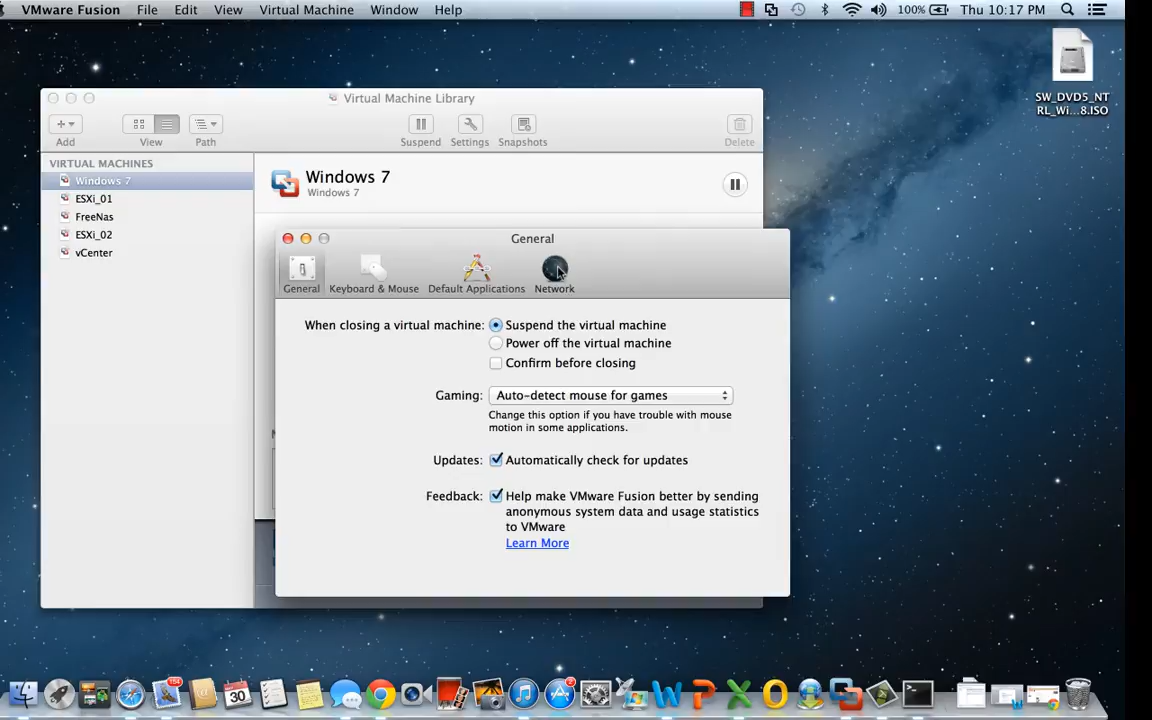 VMware Fusion File Edit View Virtual Machine Window Help 100% Thu 10:17 PM
SW_DVD5_NT
RL_Wi...8.ISO
Virtual Machine Library
Add View Path Suspend Settings Snapshots Delete
VIRTUAL MACHINES
Windows 7
ESXi_01
FreeNas
ESXi_02
vCenter
Windows 7
Windows 7
General
General Keyboard & Mouse Default Applications Network
When closing a virtual machine: Suspend the virtual machine
Power off the virtual machine
Confirm before closing
Gaming: Auto-detect mouse for games
Change this option if you have trouble with mouse
motion in some applications.
Updates: Automatically check for updates
Feedback: Help make VMware Fusion better by sending
anonymous system data and usage statistics
to VMware
Learn More
30